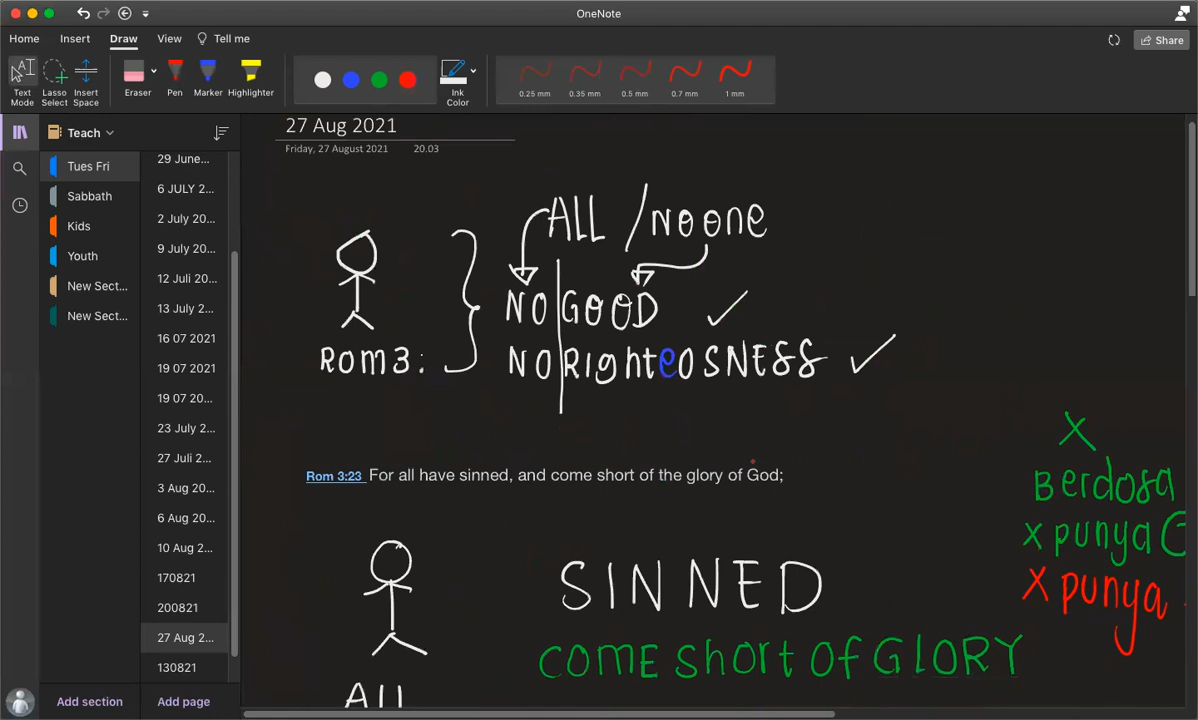 OneNote
Home Insert Draw View Tell me
Share
Text Mode
Lasso Select
Insert Space
Eraser
Pen
Marker
Highlighter
Ink Color
0.25 mm
0.35 mm
0.5 mm
0.7 mm
1 mm
Teach
Tues Fri
Sabbath
Kids
Youth
New Sect...
New Sect...
29 June...
6 JULY 2...
2 July 20...
9 July 20...
12 Juli 20...
13 July 2...
16 07 2021
19 07 2021
19 07 20...
23 July 2...
27 Juli 2...
3 Aug 20...
6 Aug 20...
10 Aug 2...
170821
200821
27 Aug 2...
130821
Add section
Add page
27 Aug 2021
Friday, 27 August 2021 20.03
ALL / NO ONE
NO GOOD
Rom 3: NO RighteOSNESS
Rom 3:23 For all have sinned, and come short of the glory of God;
X
Berdosa
X punya
X punya
SINNED
COME short of GLORY
All